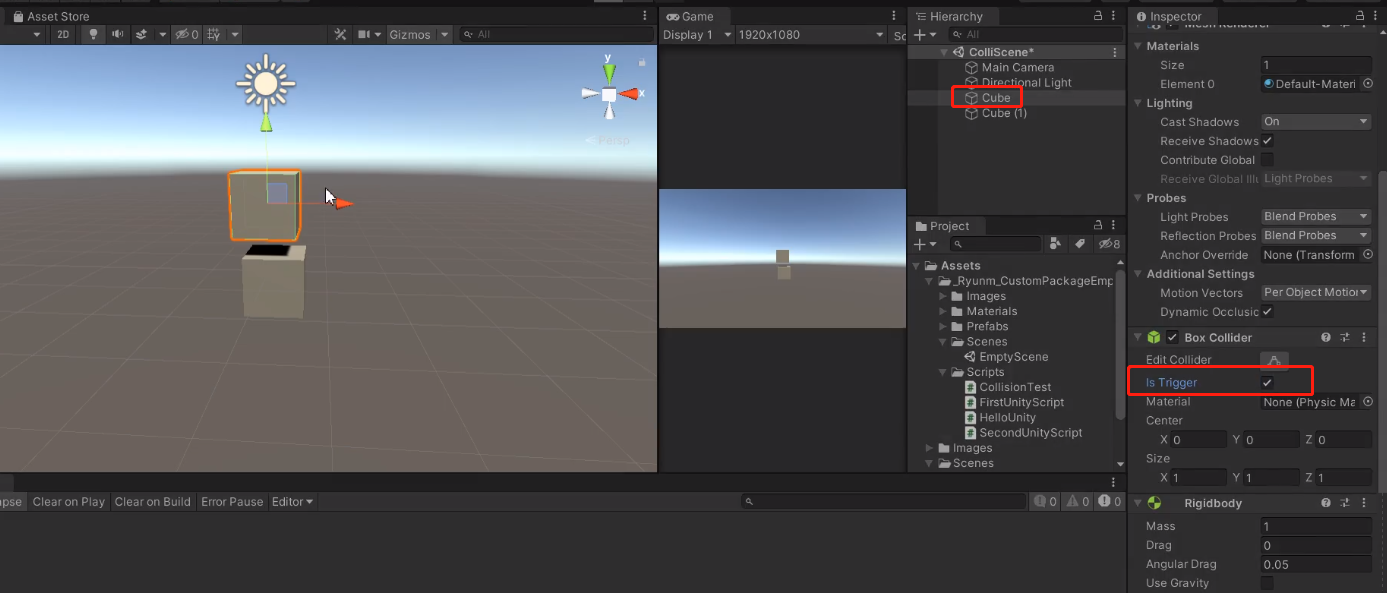 Asset Store
2D
0
Gizmos
All
y
x
Persp
Game
Display 1
1920x1080
Sc
Hierarchy
All
ColliScene*
Main Camera
Directional Light
Cube
Cube (1)
Project
8
Assets
_Ryunm_CustomPackageEmp
Images
Materials
Prefabs
Scenes
EmptyScene
Scripts
CollisionTest
FirstUnityScript
HelloUnity
SecondUnityScript
Images
Scenes
apse
Clear on Play
Clear on Build
Error Pause
Editor
0
0
0
Inspector
Mesh Renderer
Materials
Size 1
Element 0 Default-Materi
Lighting
Cast Shadows On
Receive Shadows
Contribute Global
Receive Global Illu Light Probes
Probes
Light Probes Blend Probes
Reflection Probes Blend Probes
Anchor Override None (Transform
Additional Settings
Motion Vectors Per Object Motior
Dynamic Occlusic
Box Collider
Edit Collider
Is Trigger
Material None (Physic Ma
Center
X 0 Y 0 Z 0
Size
X 1 Y 1 Z 1
Rigidbody
Mass 1
Drag 0
Angular Drag 0.05
Use Gravity